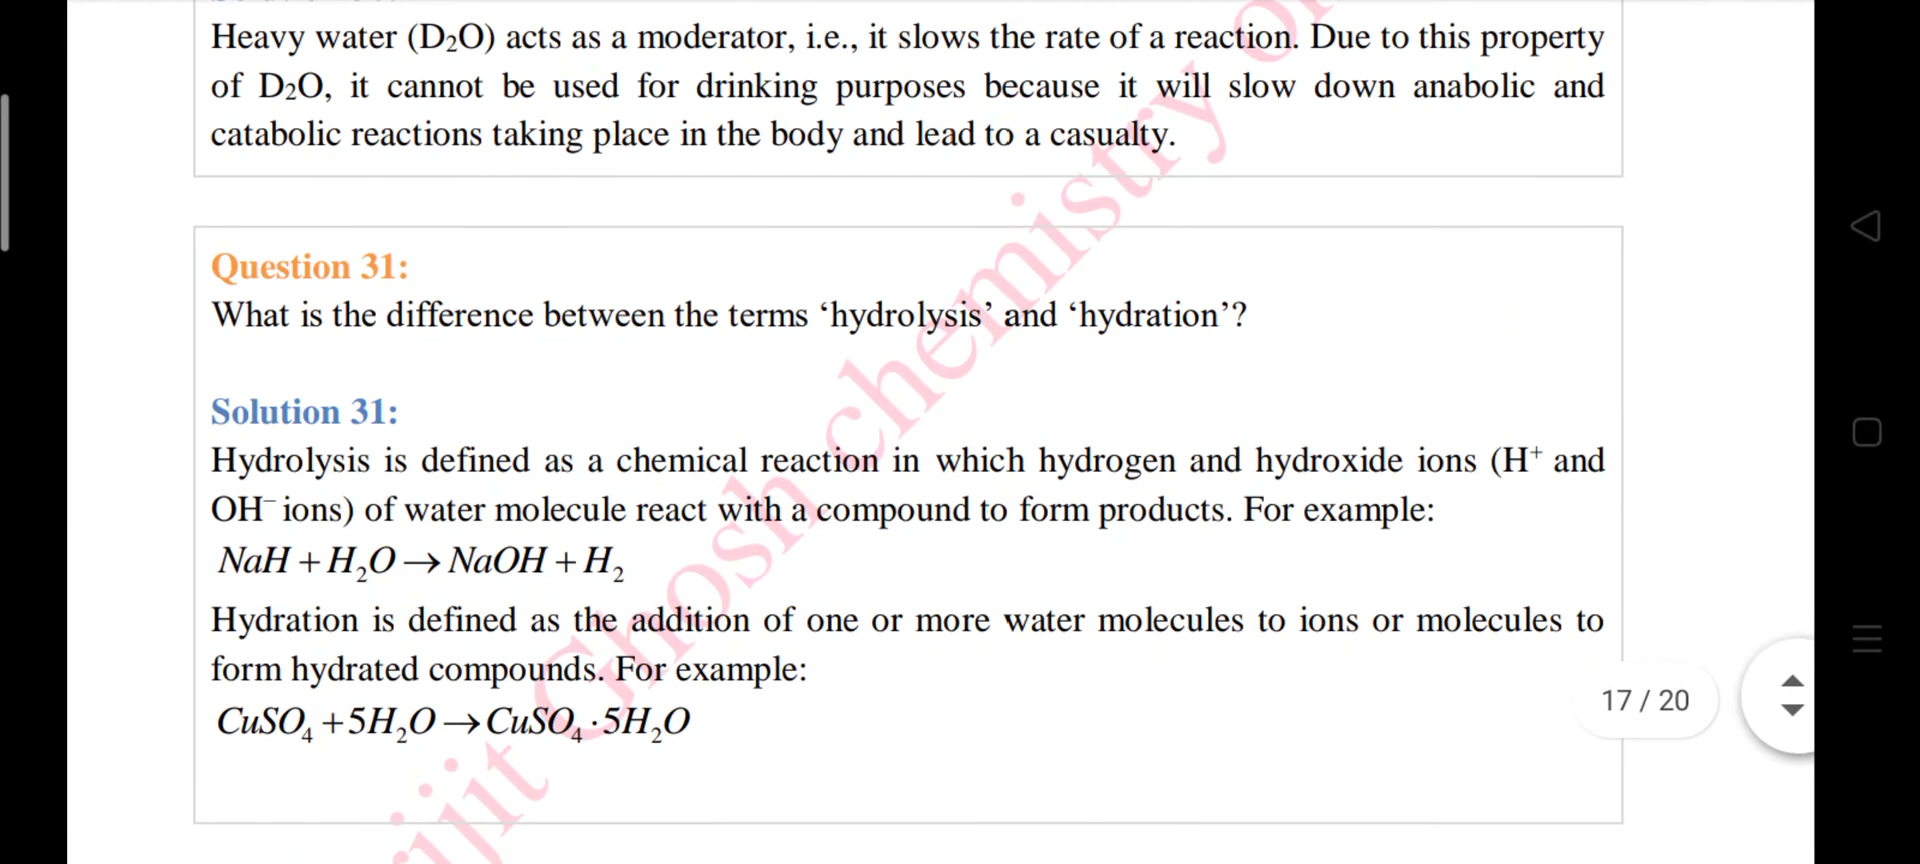 Heavy water (D₂O) acts as a moderator, i.e., it slows the rate of a reaction. Due to this property
of D₂O, it cannot be used for drinking purposes because it will slow down anabolic and
catabolic reactions taking place in the body and lead to a casualty.
Question 31:
What is the difference between the terms ‘hydrolysis’ and ‘hydration’?
Solution 31:
Hydrolysis is defined as a chemical reaction in which hydrogen and hydroxide ions (H⁺ and
OH⁻ ions) of water molecule react with a compound to form products. For example:
NaH + H₂O → NaOH + H₂
Hydration is defined as the addition of one or more water molecules to ions or molecules to
form hydrated compounds. For example:
CuSO₄ + 5H₂O → CuSO₄ · 5H₂O
17 / 20
ijit Ghosh chemistry